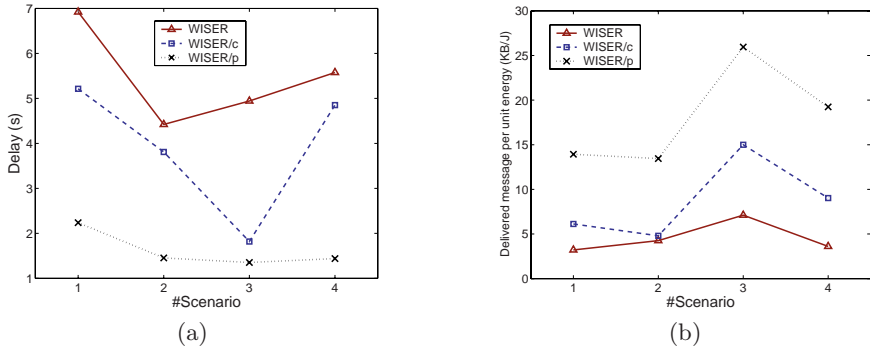 7
6
5
4
3
2
1
Delay (s)
WISER
WISER/c
WISER/p
1 2 3 4
#Scenario
(a)
30
25
20
15
10
5
0
Delivered message per unit energy (KB/J)
WISER
WISER/c
WISER/p
1 2 3 4
#Scenario
(b)